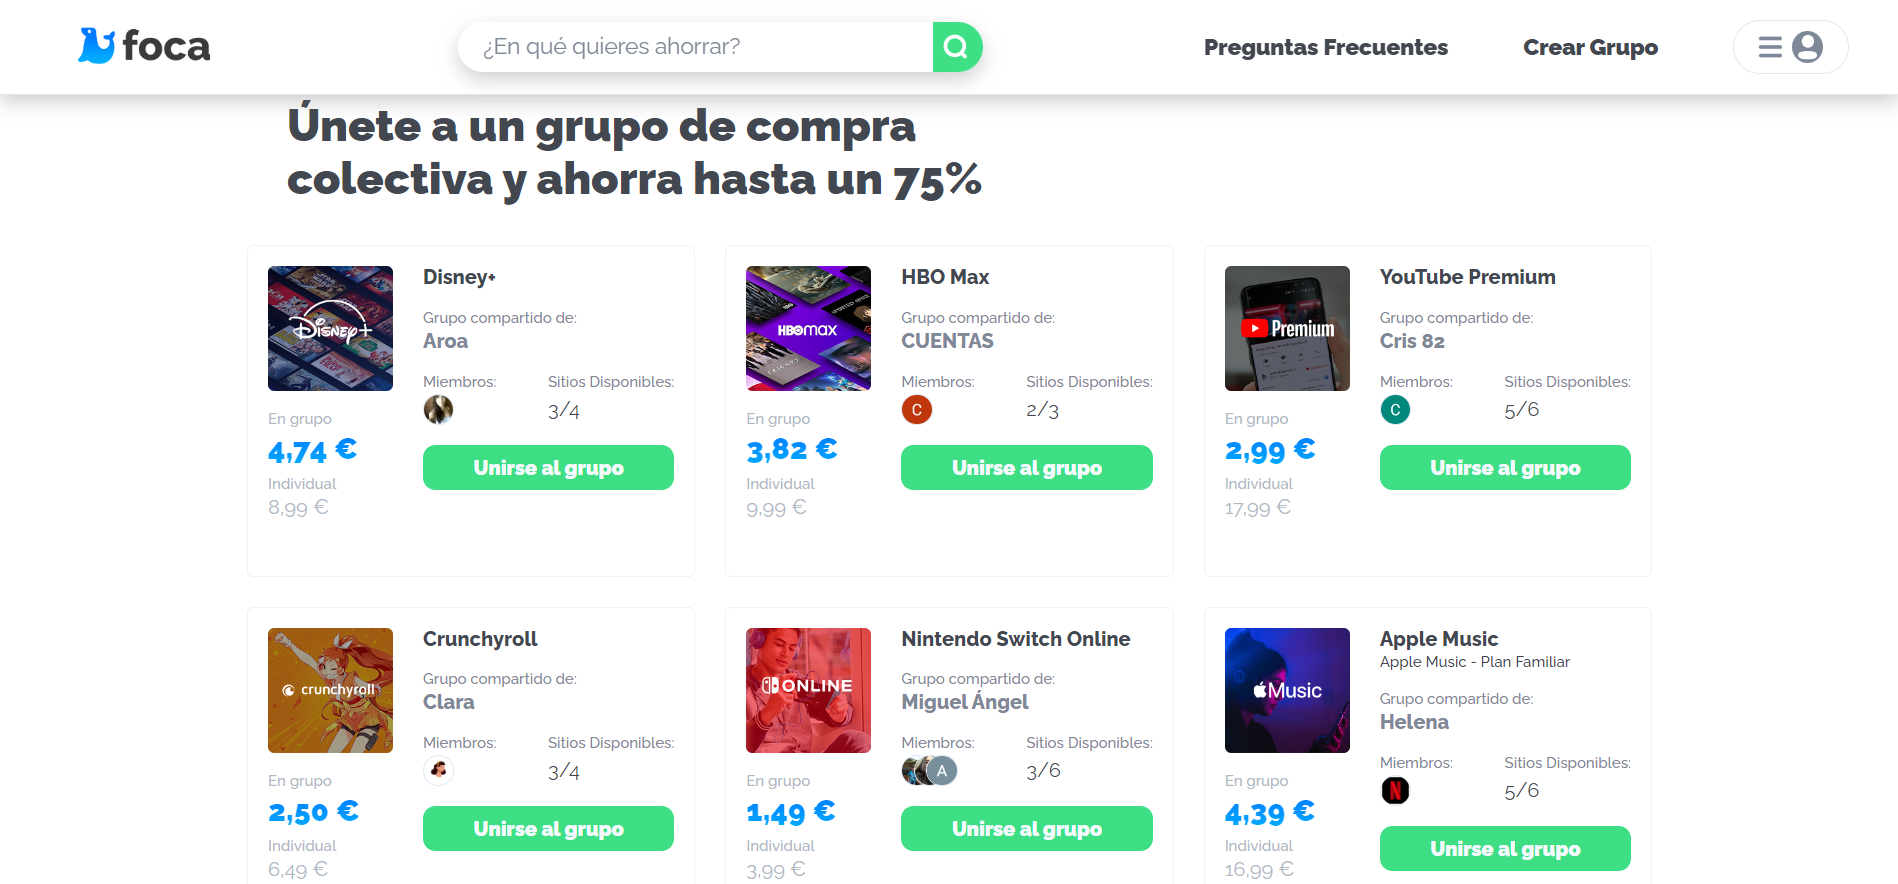 foca
¿En qué quieres ahorrar?
Preguntas Frecuentes
Crear Grupo
Únete a un grupo de compra
colectiva y ahorra hasta un 75%
Disney+
Disney+
Grupo compartido de:
Aroa
Miembros:
Sitios Disponibles:
3/4
En grupo
4,74 €
Individual
8,99 €
Unirse al grupo
HBOmax
FRIENDS
HBO Max
Grupo compartido de:
CUENTAS
Miembros:
C
Sitios Disponibles:
2/3
En grupo
3,82 €
Individual
9,99 €
Unirse al grupo
Premium
YouTube Premium
Grupo compartido de:
Cris 82
Miembros:
C
Sitios Disponibles:
5/6
En grupo
2,99 €
Individual
17,99 €
Unirse al grupo
crunchyroll
Crunchyroll
Grupo compartido de:
Clara
Miembros:
Sitios Disponibles:
3/4
En grupo
2,50 €
Individual
6,49 €
Unirse al grupo
ONLINE
Nintendo Switch Online
Grupo compartido de:
Miguel Ángel
Miembros:
A
Sitios Disponibles:
3/6
En grupo
1,49 €
Individual
3,99 €
Unirse al grupo
Music
Apple Music
Apple Music - Plan Familiar
Grupo compartido de:
Helena
Miembros:
N
Sitios Disponibles:
5/6
En grupo
4,39 €
Individual
16,99 €
Unirse al grupo